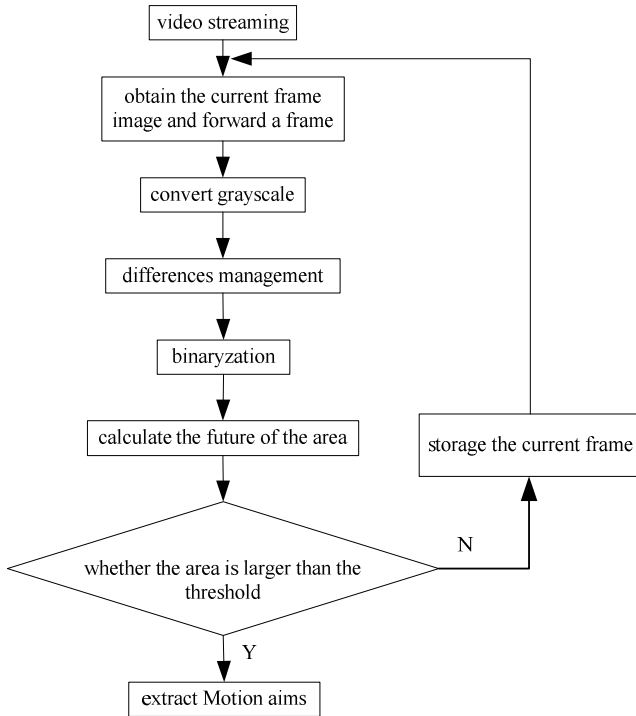 video streaming
obtain the current frame
image and forward a frame
convert grayscale
differences management
binaryzation
calculate the future of the area
storage the current frame
N
whether the area is larger than the
threshold
Y
extract Motion aims